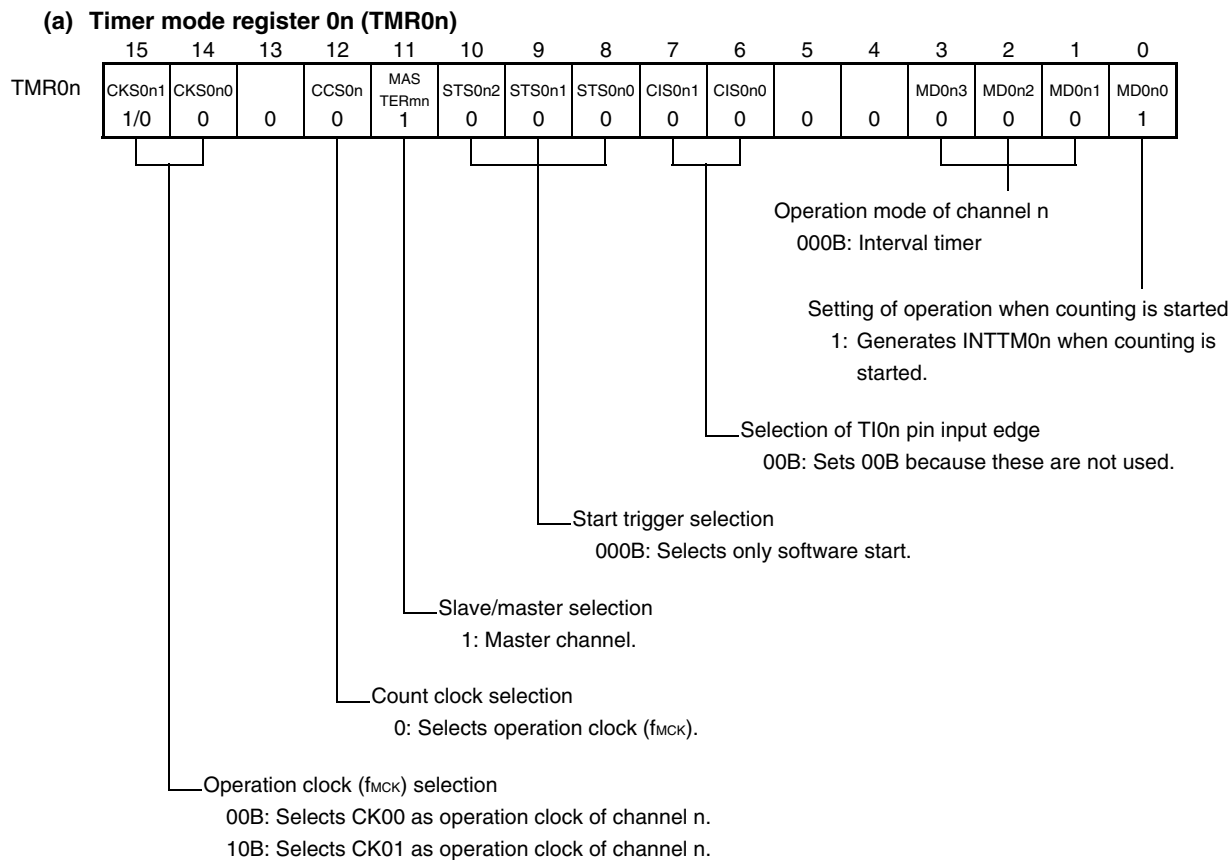 (a) Timer mode register 0n (TMR0n)
15 14 13 12 11 10 9 8 7 6 5 4 3 2 1 0
TMR0n
CKS0n1 CKS0n0 CCS0n MAS TERmn STS0n2 STS0n1 STS0n0 CIS0n1 CIS0n0 MD0n3 MD0n2 MD0n1 MD0n0
1/0 0 0 0 1 0 0 0 0 0 0 0 0 0 0 1
Operation mode of channel n
000B: Interval timer
Setting of operation when counting is started
1: Generates INTTM0n when counting is
started.
Selection of TI0n pin input edge
00B: Sets 00B because these are not used.
Start trigger selection
000B: Selects only software start.
Slave/master selection
1: Master channel.
Count clock selection
0: Selects operation clock (fMCK).
Operation clock (fMCK) selection
00B: Selects CK00 as operation clock of channel n.
10B: Selects CK01 as operation clock of channel n.